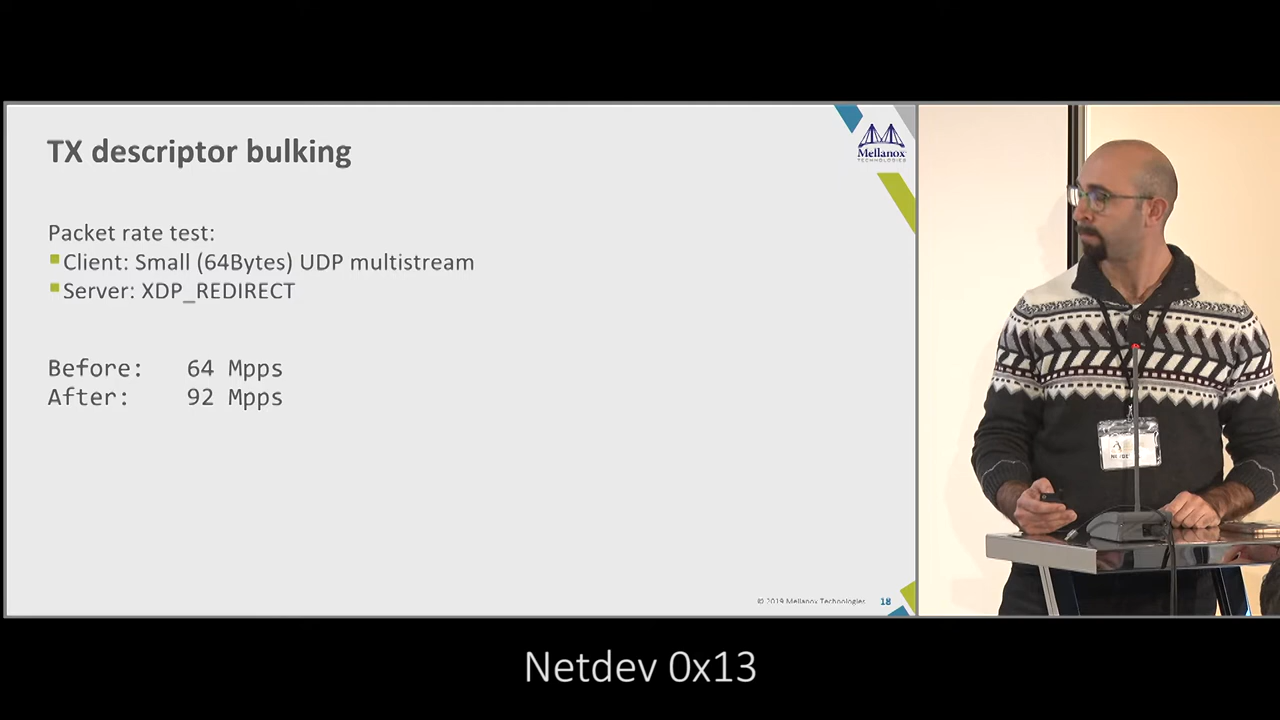 TX descriptor bulking
Mellanox
TECHNOLOGIES
Packet rate test:
Client: Small (64Bytes) UDP multistream
Server: XDP_REDIRECT
Before: 64 Mpps
After: 92 Mpps
© 2019 Mellanox Technologies 18
Netdev 0x13